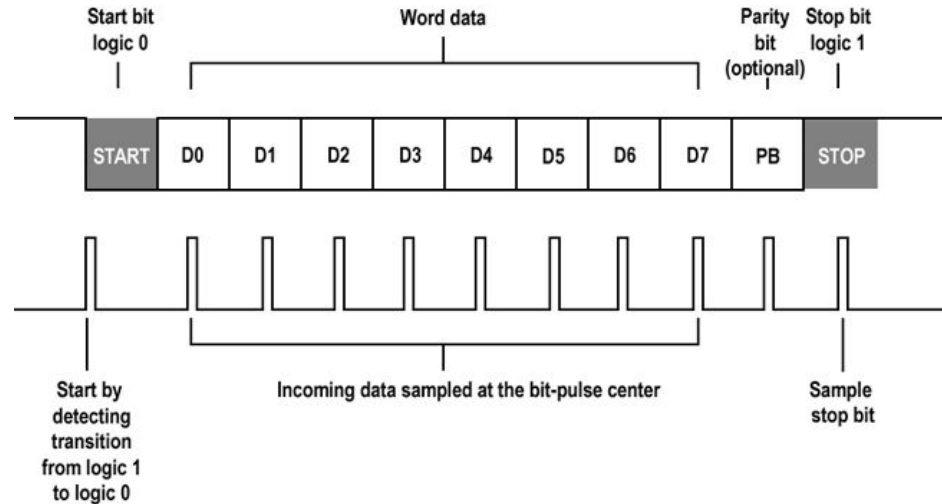 Start bit
logic 0
Word data
Parity
bit
(optional)
Stop bit
logic 1
START D0 D1 D2 D3 D4 D5 D6 D7 PB STOP
Start by
detecting
transition
from logic 1
to logic 0
Incoming data sampled at the bit-pulse center
Sample
stop bit